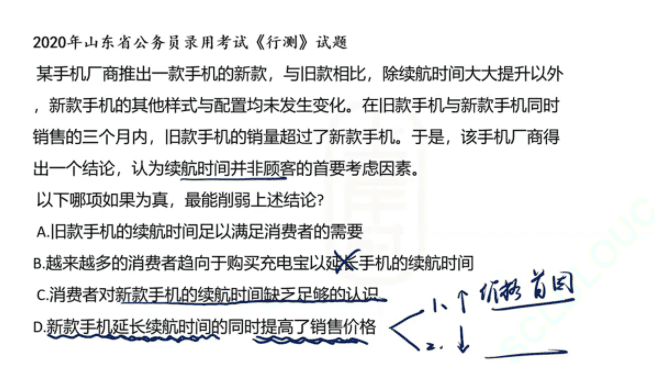 2020年山东省公务员录用考试《行测》试题
某手机厂商推出一款手机的新款，与旧款相比，除续航时间大大提升以外
，新款手机的其他样式与配置均未发生变化。在旧款手机与新款手机同时
销售的三个月内，旧款手机的销量超过了新款手机。于是，该手机厂商得
出一个结论，认为续航时间并非顾客的首要考虑因素。
以下哪项如果为真，最能削弱上述结论?
A.旧款手机的续航时间足以满足消费者的需要
B.越来越多的消费者趋向于购买充电宝以延长手机的续航时间
C.消费者对新款手机的续航时间缺乏足够的认识
D.新款手机延长续航时间的同时提高了销售价格
1、↑ 价格 首因
2、↓